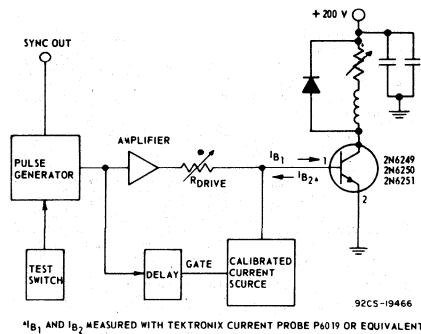 +200 V
SYNC OUT
AMPLIFIER
PULSE
GENERATOR
RDRIVE
IB1
1
IB2▲
2N6249
2N6250
2N6251
2
TEST
SWITCH
DELAY
GATE
CALIBRATED
CURRENT
SOURCE
92CS-19466
▲IB1 AND IB2 MEASURED WITH TEKTRONIX CURRENT PROBE P6019 OR EQUIVALENT